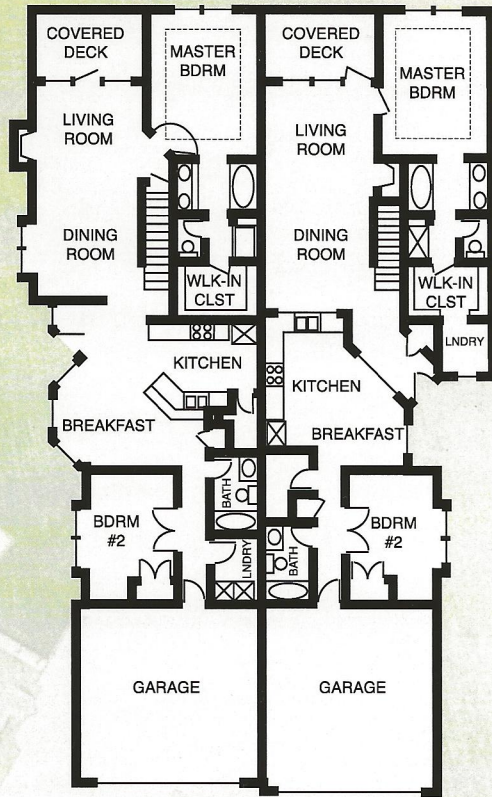 COVERED
DECK
MASTER
BDRM
LIVING
ROOM
DINING
ROOM
WLK-IN
CLST
KITCHEN
BREAKFAST
BATH
BDRM
#2
LNDRY
GARAGE
COVERED
DECK
MASTER
BDRM
LIVING
ROOM
DINING
ROOM
WLK-IN
CLST
LNDRY
KITCHEN
BREAKFAST
BATH
BDRM
#2
GARAGE